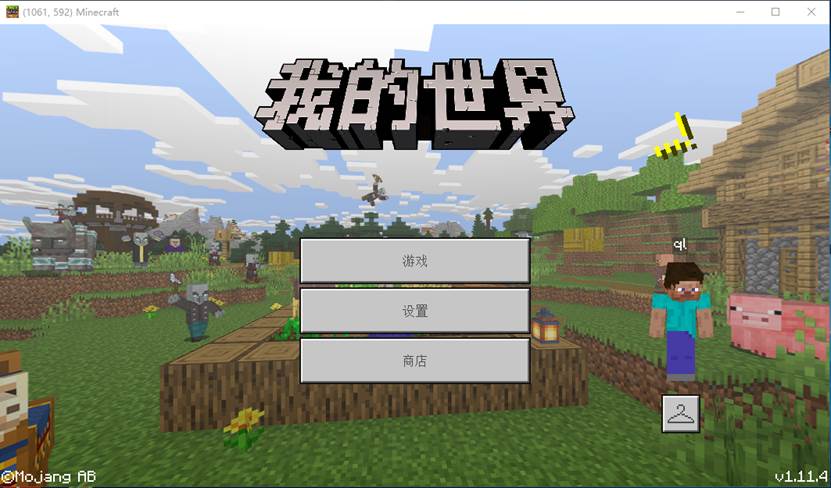 (1061, 592) Minecraft
我的世界
ql
游戏
设置
商店
©Mojang AB
v1.11.4